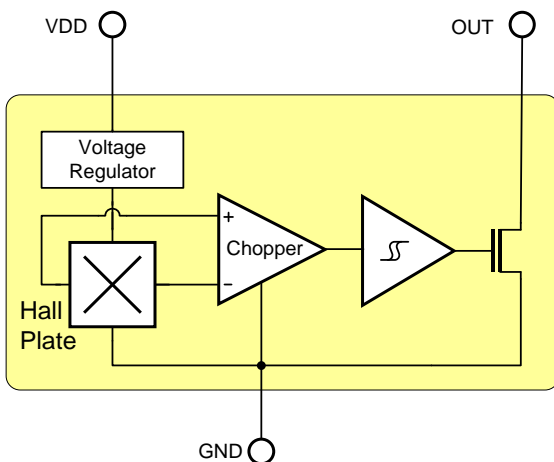 VDD
OUT
Voltage
Regulator
+
Chopper
−
Hall
Plate
GND